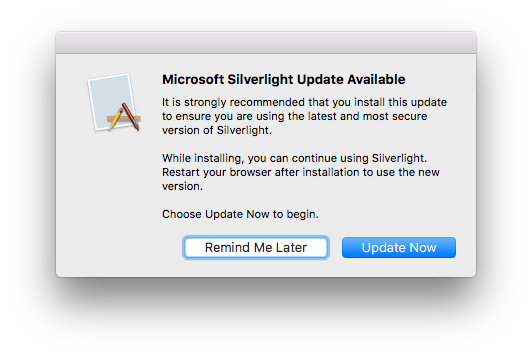 Microsoft Silverlight Update Available
It is strongly recommended that you install this update
to ensure you are using the latest and most secure
version of Silverlight.
While installing, you can continue using Silverlight.
Restart your browser after installation to use the new
version.
Choose Update Now to begin.
Remind Me Later
Update Now